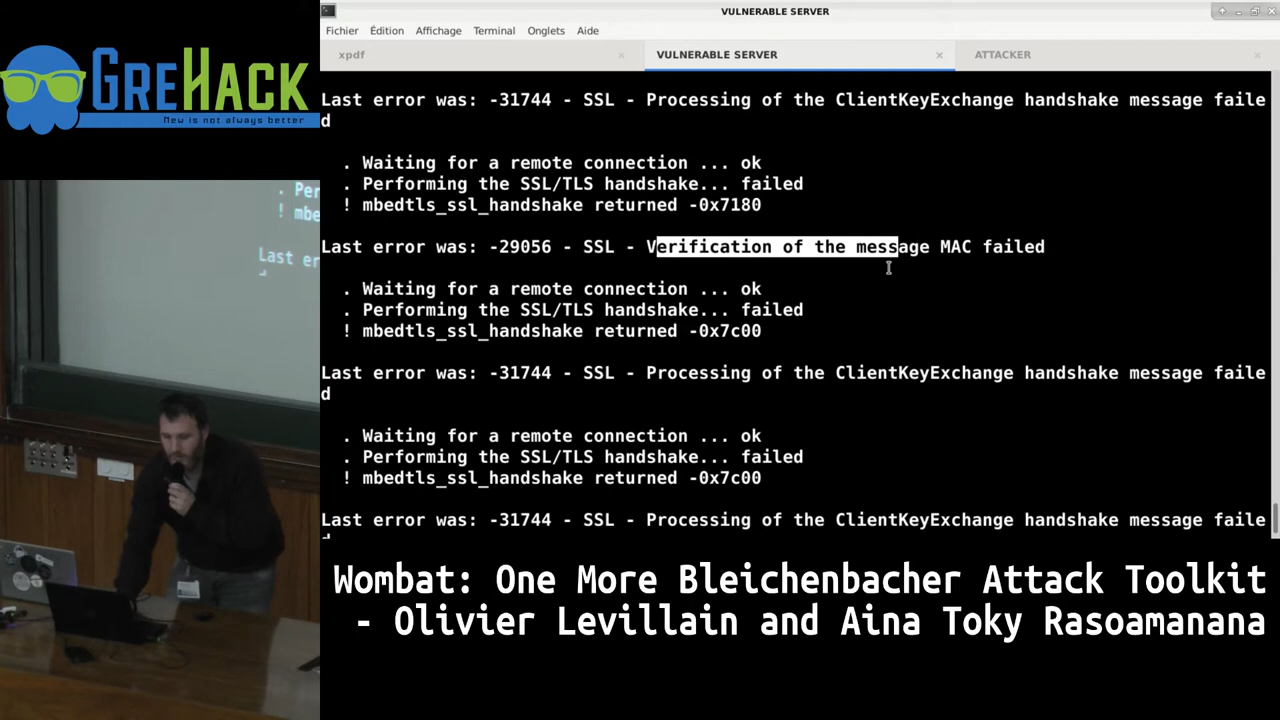 GREHACK
New is not always better
VULNERABLE SERVER
Fichier Édition Affichage Terminal Onglets Aide
xpdf VULNERABLE SERVER ATTACKER
Last error was: -31744 - SSL - Processing of the ClientKeyExchange handshake message faile
d
. Waiting for a remote connection ... ok
. Performing the SSL/TLS handshake... failed
! mbedtls_ssl_handshake returned -0x7180
Last error was: -29056 - SSL - Verification of the message MAC failed
. Waiting for a remote connection ... ok
. Performing the SSL/TLS handshake... failed
! mbedtls_ssl_handshake returned -0x7c00
Last error was: -31744 - SSL - Processing of the ClientKeyExchange handshake message faile
d
. Waiting for a remote connection ... ok
. Performing the SSL/TLS handshake... failed
! mbedtls_ssl_handshake returned -0x7c00
Last error was: -31744 - SSL - Processing of the ClientKeyExchange handshake message faile
d
. Per
! mbe
Last er
d
Wombat: One More Bleichenbacher Attack Toolkit
- Olivier Levillain and Aina Toky Rasoamanana